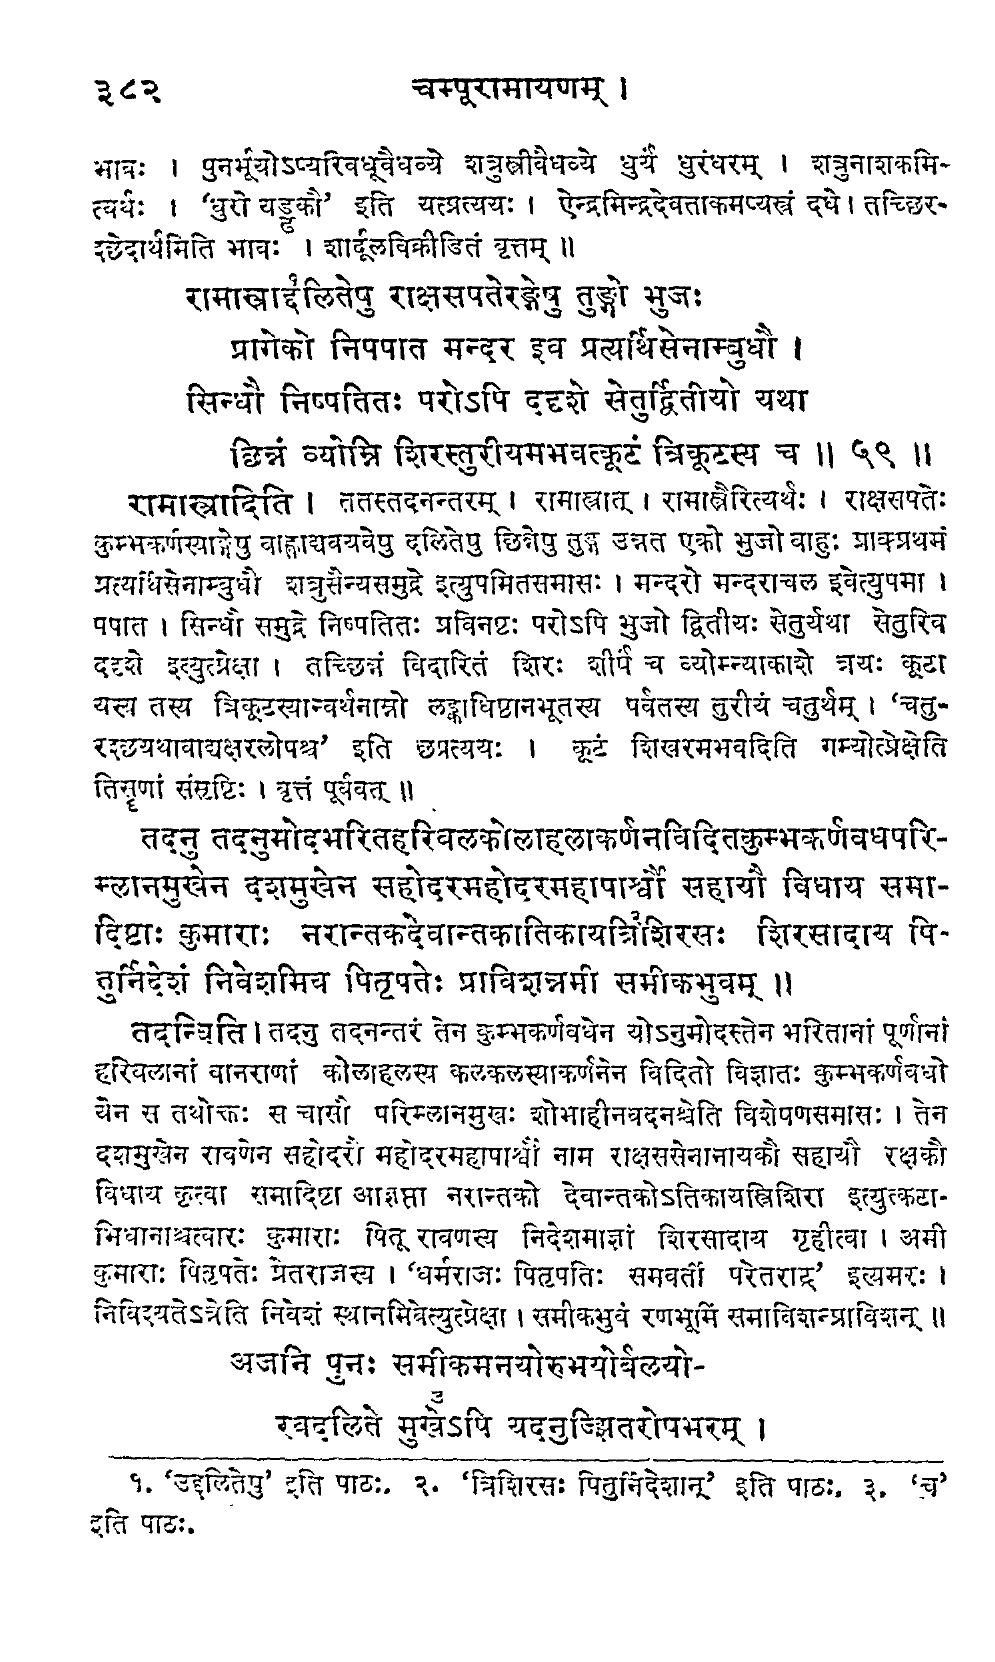 ३८२ चम्पूरामायणम् ।
भावः । पुनर्भूयोऽप्यरिवधूवैधव्ये शत्रुस्त्रीवैधव्ये धुर्यं धुरंधरम् । शत्रुनाशकमि-
त्यर्थः । ‘धुरो यड्ढकौ’ इति यत्प्रत्ययः । ऐन्द्रमिन्द्रदेवताकमप्यस्त्रं दधे । तच्छिर-
श्छेदार्थमिति भावः । शार्दूलविक्रीडितं वृत्तम् ॥
रामास्त्राद्दलितेषु राक्षसपतेरङ्गेषु तुङ्गो भुजः
प्रागेको निपपात मन्दर इव प्रत्यर्थिसेनाम्बुधौ ।
सिन्धौ निष्पतितः परोऽपि ददृशे सेतुर्द्वितीयो यथा
छिन्नं व्योम्नि शिरस्तुरीयमभवत्कूटं त्रिकूटस्य च ॥ ५९ ॥
रामास्त्रादिति । ततस्तदनन्तरम् । रामास्त्रात् । रामास्त्रैरित्यर्थः । राक्षसपतेः
कुम्भकर्णस्याङ्गेषु बाह्वाद्यवयवेषु दलितेषु छिन्नेषु तुङ्ग उन्नत एको भुजो बाहुः प्राक्प्रथमं
प्रत्यर्थिसेनाम्बुधौ शत्रुसैन्यसमुद्रे इत्युपमितसमासः । मन्दरो मन्दराचल इवेत्युपमा ।
पपात । सिन्धौ समुद्रे निष्पतितः प्रविनष्टः परोऽपि भुजो द्वितीयः सेतुर्यथा सेतुरिव
ददृशे इत्युत्प्रेक्षा । तच्छिन्नं विदारितं शिरः शीर्षं च व्योम्न्याकाशे त्रयः कूटा
यस्य तस्य त्रिकूटस्यान्वर्थनाम्नो लङ्काधिष्ठानभूतस्य पर्वतस्य तुरीयं चतुर्थम् । ‘चतु-
रश्छयथावाद्यक्षरलोपश्च’ इति छप्रत्ययः । कूटं शिखरमभवदिति गम्योत्प्रेक्षेति
तिसॄणां संसृष्टिः । वृत्तं पूर्ववत् ॥
तदनु तदनुमोदभरितहरिबलकोलाहलाकर्णनविदितकुम्भकर्णवधपरि-
म्लानमुखेन दशमुखेन सहोदरमहोदरमहापार्श्वौ सहायौ विधाय समा-
दिष्टाः कुमाराः नरान्तकदेवान्तकातिकायत्रिशिरसः शिरसादाय पि-
तुर्निदेशं निवेशमिव पितृपतेः प्राविशन्नमी समीकभुवम् ॥
तदन्विति । तदनु तदनन्तरं तेन कुम्भकर्णवधेन योऽनुमोदस्तेन भरितानां पूर्णानां
हरिबलानां वानराणां कोलाहलस्य कलकलस्याकर्णनेन विदितो विज्ञातः कुम्भकर्णवधो
येन स तथोक्तः स चासौ परिम्लानमुखः शोभाहीनवदनश्चेति विशेषणसमासः । तेन
दशमुखेन रावणेन सहोदरौ महोदरमहापार्श्वौ नाम राक्षससेनानायकौ सहायौ रक्षकौ
विधाय कृत्वा समादिष्टा आज्ञप्ता नरान्तको देवान्तकोऽतिकायस्त्रिशिरा इत्युत्कटा-
भिधानाश्चत्वारः कुमाराः पितू रावणस्य निदेशमाज्ञां शिरसादाय गृहीत्वा । अमी
कुमाराः पितृपतेः प्रेतराजस्य । ‘धर्मराजः पितृपतिः समवर्ती परेतराट्’ इत्यमरः ।
निविश्यतेऽत्रेति निवेशं स्थानमिवेत्युत्प्रेक्षा । समीकभुवं रणभूमिं समाविशन्प्राविशन् ॥
अजनि पुनः समीकमनयोरुभयोर्बलयो-
रवदलिते मुखेऽपि यदनुज्झितरोषभरम् ।
१. ‘उद्दलितेषु’ इति पाठः. २. ‘त्रिशिरसः पितुर्निदेशान्’ इति पाठः. ३. ‘च’
इति पाठः.